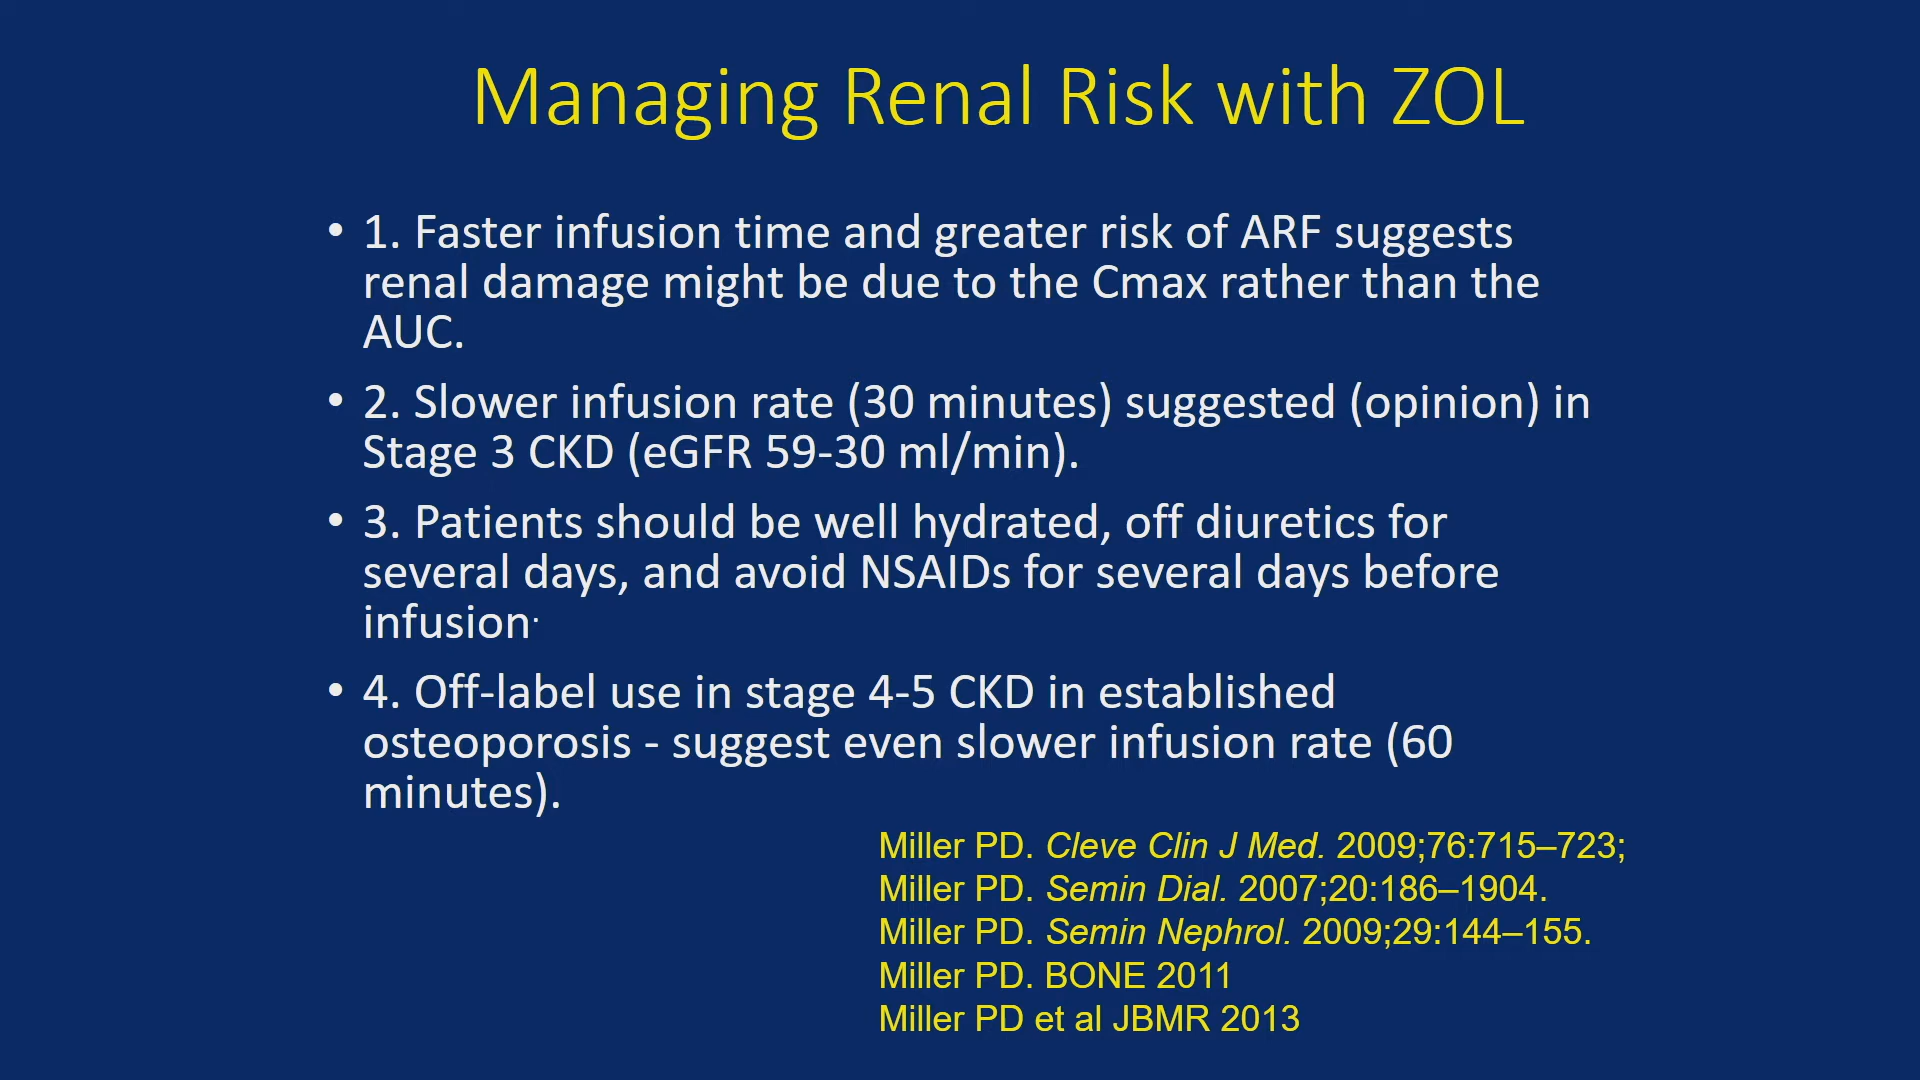 Managing Renal Risk with ZOL
• 1. Faster infusion time and greater risk of ARF suggests
renal damage might be due to the Cmax rather than the
AUC.
• 2. Slower infusion rate (30 minutes) suggested (opinion) in
Stage 3 CKD (eGFR 59-30 ml/min).
• 3. Patients should be well hydrated, off diuretics for
several days, and avoid NSAIDs for several days before
infusion.
• 4. Off-label use in stage 4-5 CKD in established
osteoporosis - suggest even slower infusion rate (60
minutes).
Miller PD. Cleve Clin J Med. 2009;76:715–723;
Miller PD. Semin Dial. 2007;20:186–1904.
Miller PD. Semin Nephrol. 2009;29:144–155.
Miller PD. BONE 2011
Miller PD et al JBMR 2013